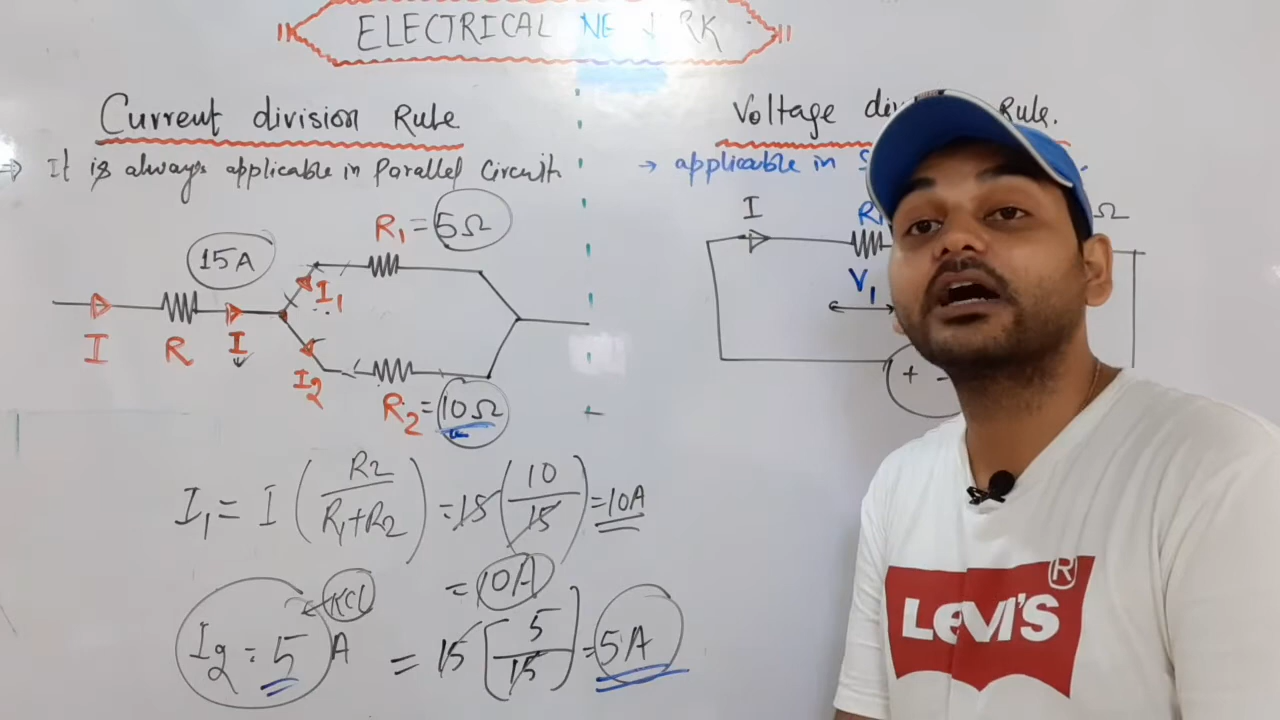 ELECTRICAL NE RK
Current division Rule
⇒ It is always applicable in Parallel Circuit
R1 = 5Ω
15A
I1
I R I
I2
R2 = 10Ω
I1 = I (R2/R1+R2) = 15 (10/15) = 10A
= 10A
KCL
I2 = 5 A = 15 [5/15] = 5A
Voltage Rule.
→ applicable in
I R1 Ω
V1
+ -
LEVI'S
R